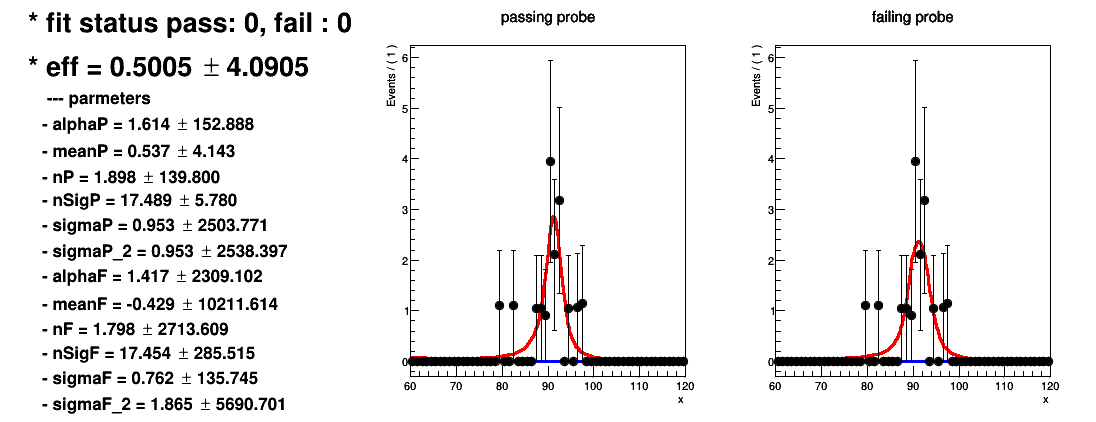 * fit status pass: 0, fail : 0
* eff = 0.5005 ± 4.0905
--- parmeters
- alphaP = 1.614 ± 152.888
- meanP = 0.537 ± 4.143
- nP = 1.898 ± 139.800
- nSigP = 17.489 ± 5.780
- sigmaP = 0.953 ± 2503.771
- sigmaP_2 = 0.953 ± 2538.397
- alphaF = 1.417 ± 2309.102
- meanF = -0.429 ± 10211.614
- nF = 1.798 ± 2713.609
- nSigF = 17.454 ± 285.515
- sigmaF = 0.762 ± 135.745
- sigmaF_2 = 1.865 ± 5690.701
passing probe
Events / ( 1 )
6
5
4
3
2
1
0
60 70 80 90 100 110 120
x
failing probe
Events / ( 1 )
6
5
4
3
2
1
0
60 70 80 90 100 110 120
x